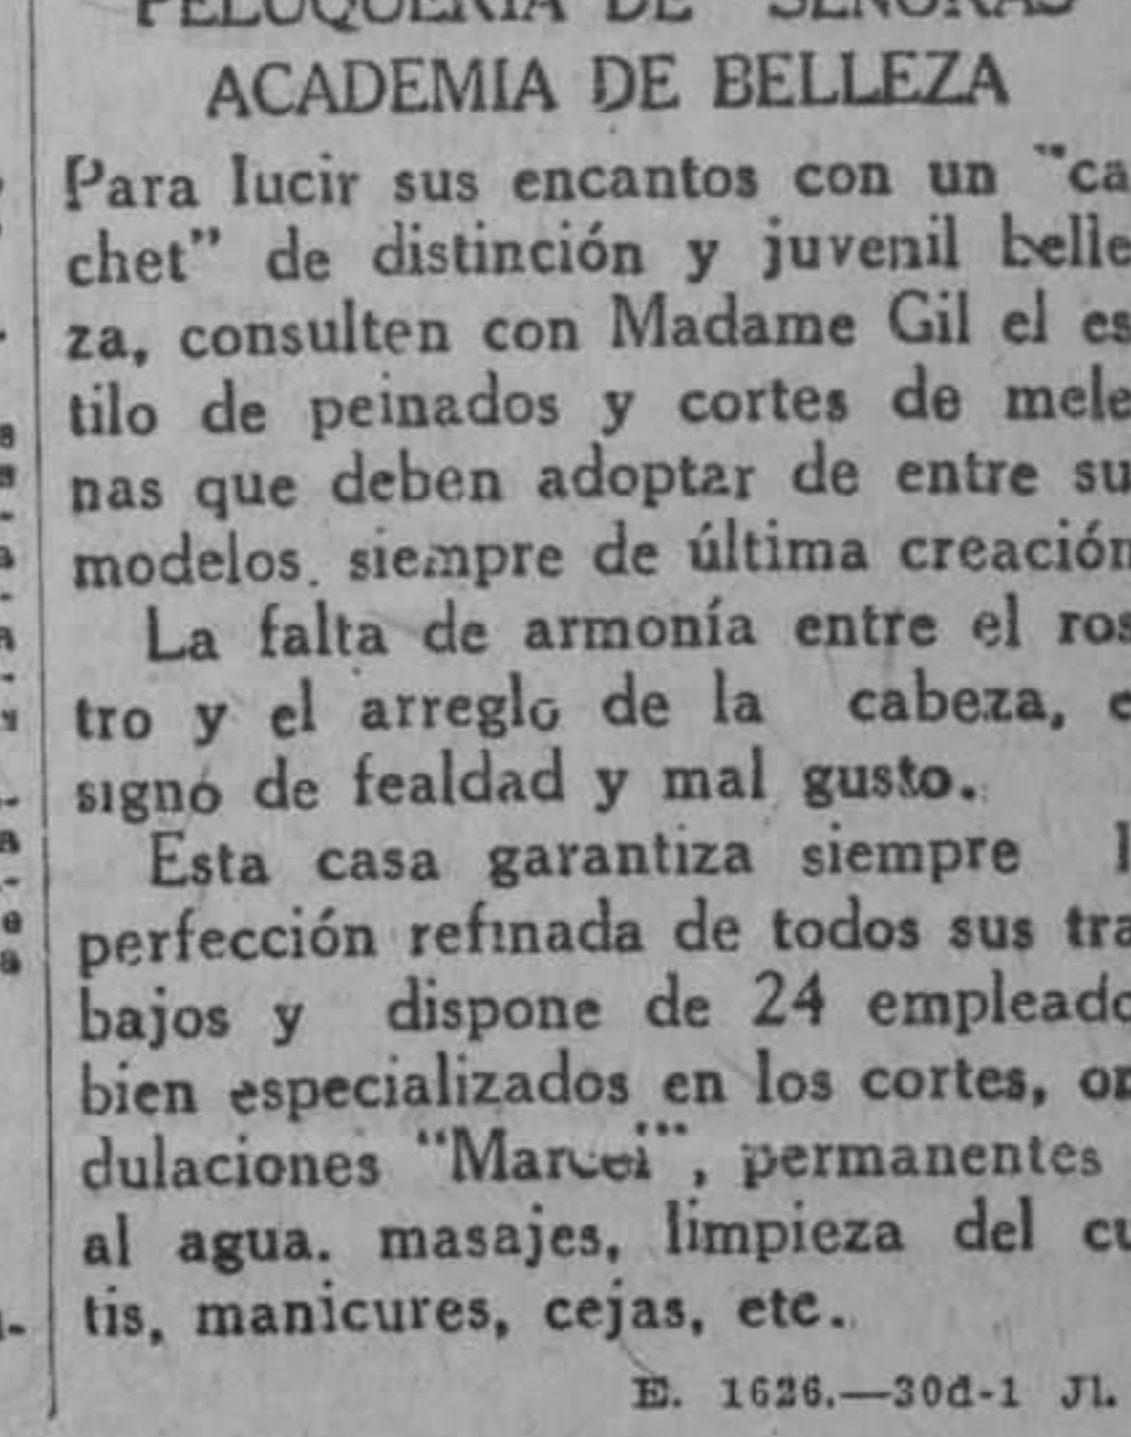 PELUQUERIA DE SEÑORAS
ACADEMIA DE BELLEZA
Para lucir sus encantos con un "ca
chet" de distinción y juvenil belle
za, consulten con Madame Gil el es
tilo de peinados y cortes de mele
nas que deben adoptar de entre su
modelos. siempre de última creación
La falta de armonía entre el ros
tro y el arreglo de la cabeza, e
signo de fealdad y mal gusto.
Esta casa garantiza siempre l
perfección refinada de todos sus tra
bajos y dispone de 24 empleado
bien especializados en los cortes, on
dulaciones "Marcel", permanentes
al agua. masajes, limpieza del cu
tis, manicures, cejas, etc.
E. 1626.—30d-1 Jl.